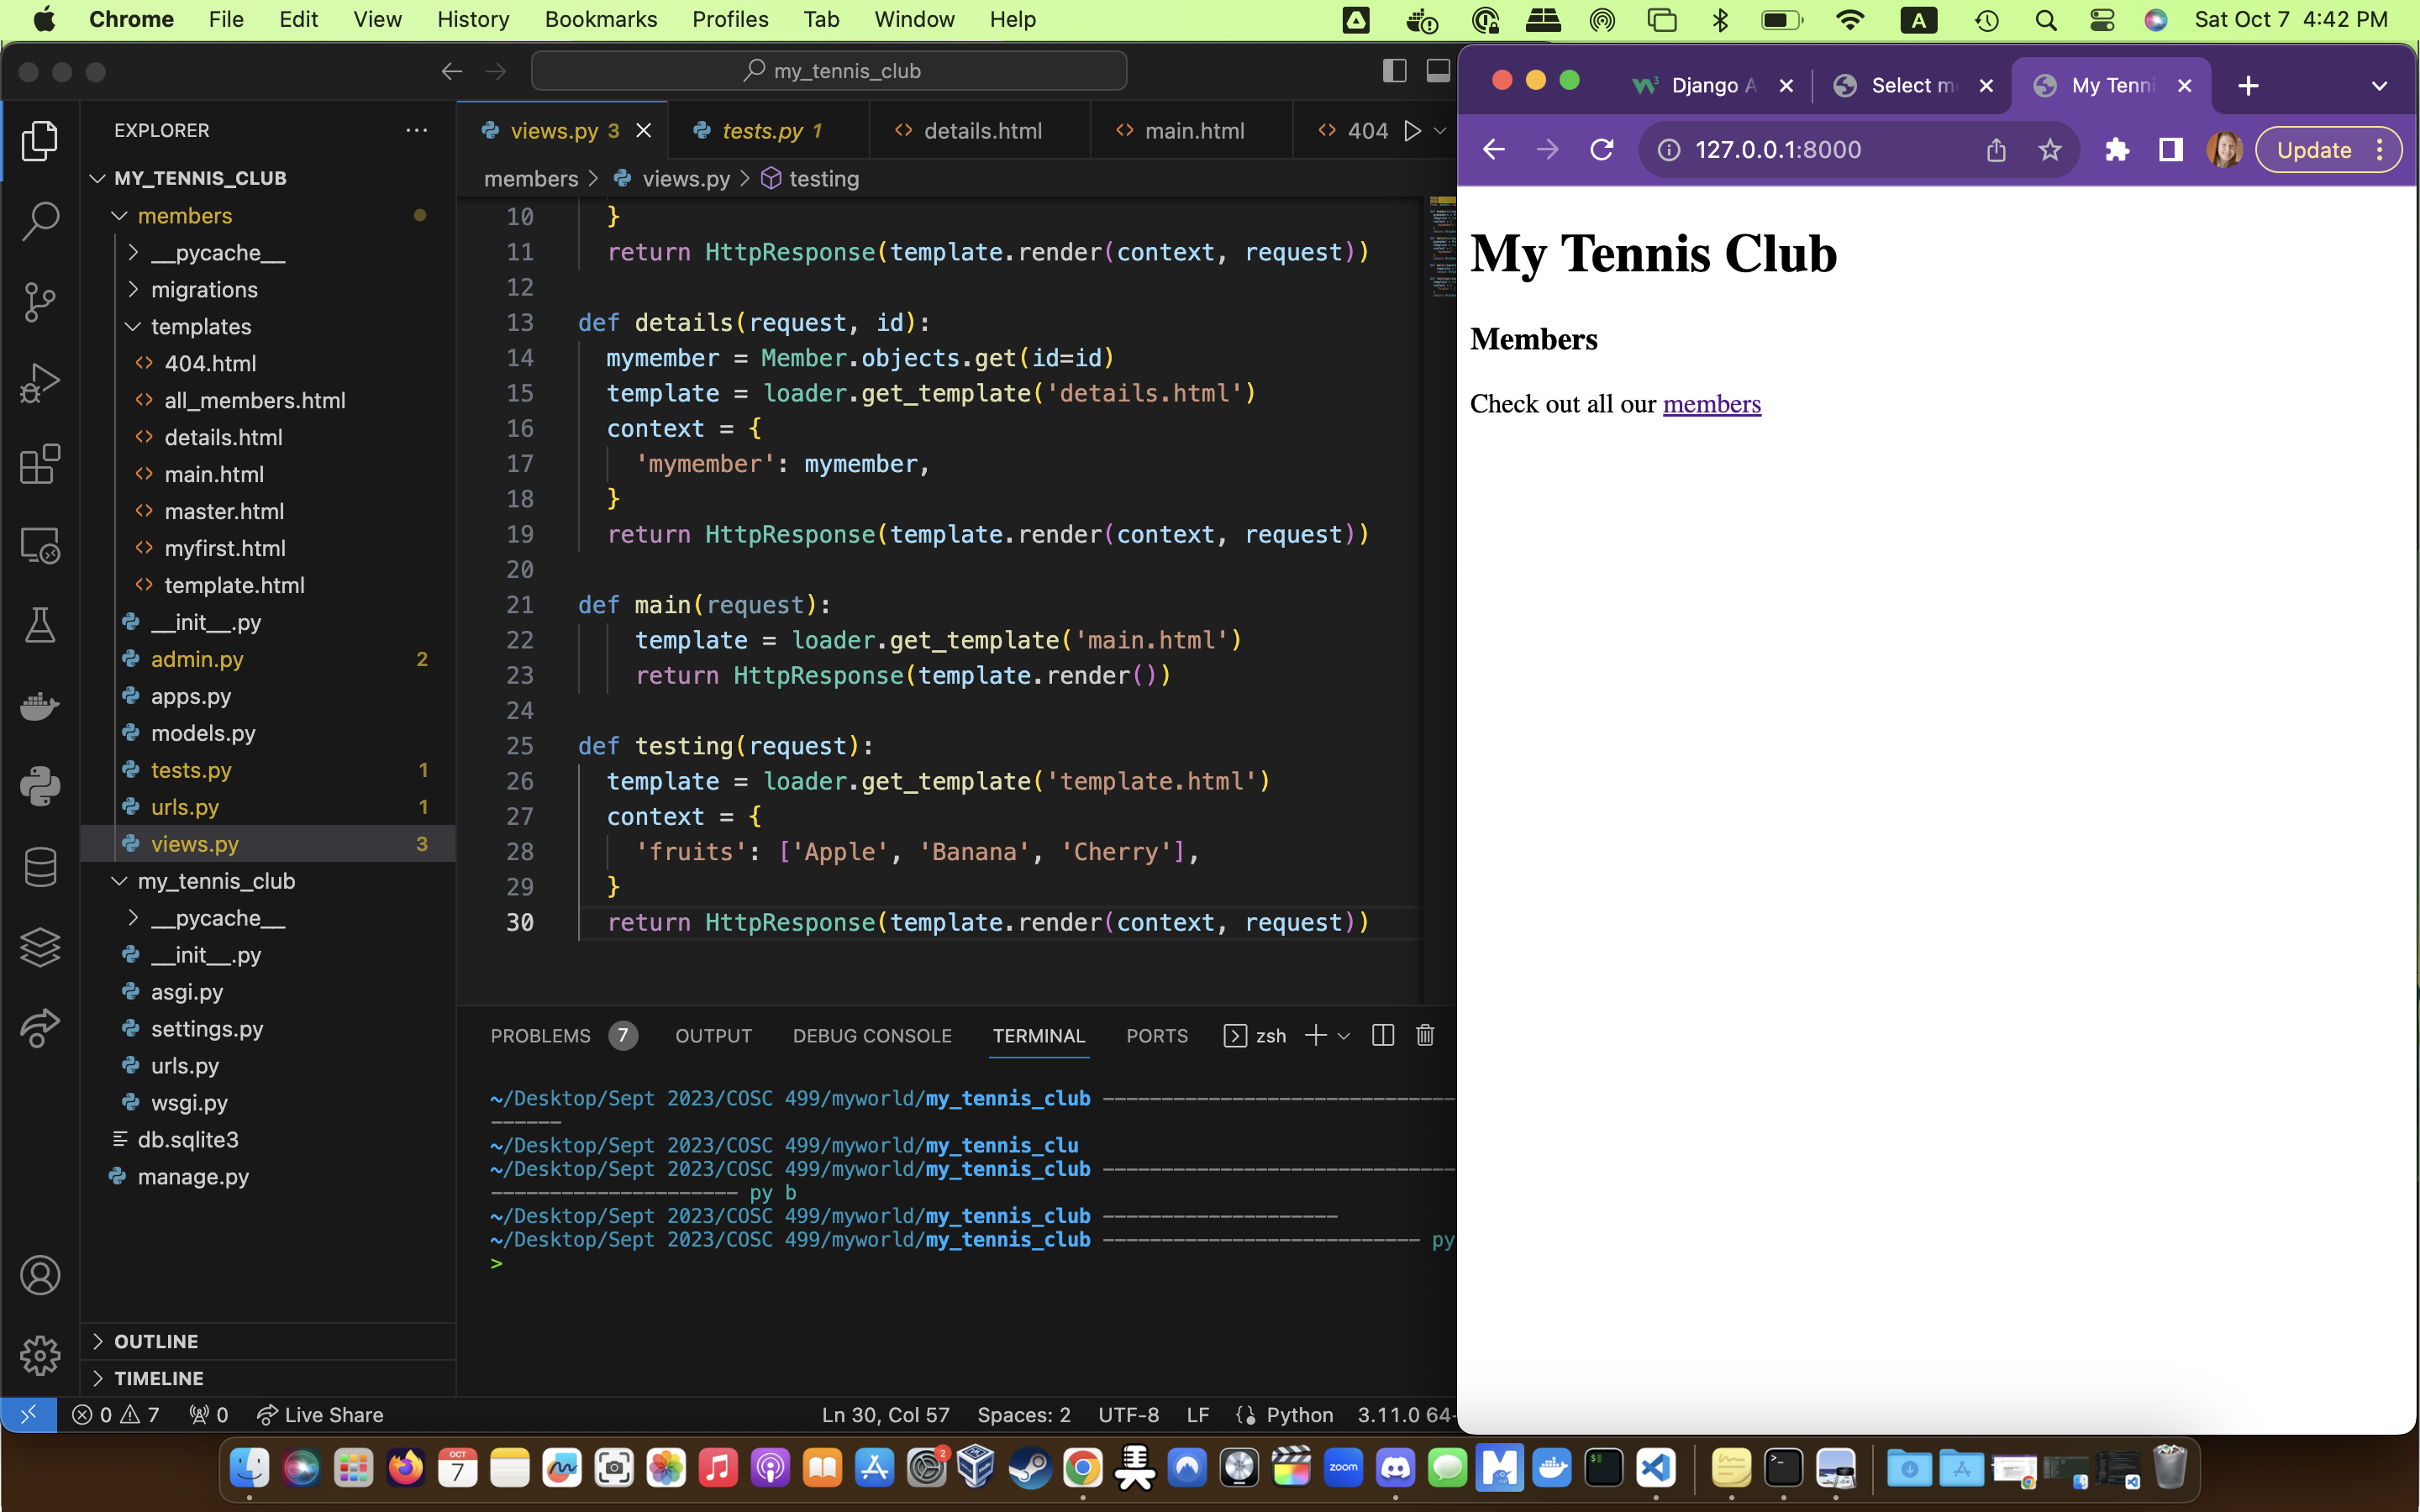 Chrome File Edit View History Bookmarks Profiles Tab Window Help
A Sat Oct 7 4:42 PM
my_tennis_club
EXPLORER
MY_TENNIS_CLUB
members
__pycache__
migrations
templates
404.html
all_members.html
details.html
main.html
master.html
myfirst.html
template.html
__init__.py
admin.py 2
apps.py
models.py
tests.py 1
urls.py 1
views.py 3
my_tennis_club
__pycache__
__init__.py
asgi.py
settings.py
urls.py
wsgi.py
db.sqlite3
manage.py
OUTLINE
TIMELINE
views.py 3 tests.py 1 details.html main.html 404
members > views.py > testing
10 }
11 return HttpResponse(template.render(context, request))
12
13 def details(request, id):
14 mymember = Member.objects.get(id=id)
15 template = loader.get_template('details.html')
16 context = {
17 'mymember': mymember,
18 }
19 return HttpResponse(template.render(context, request))
20
21 def main(request):
22 template = loader.get_template('main.html')
23 return HttpResponse(template.render())
24
25 def testing(request):
26 template = loader.get_template('template.html')
27 context = {
28 'fruits': ['Apple', 'Banana', 'Cherry'],
29 }
30 return HttpResponse(template.render(context, request))
PROBLEMS 7 OUTPUT DEBUG CONSOLE TERMINAL PORTS zsh
~/Desktop/Sept 2023/COSC 499/myworld/my_tennis_club ------------------------------
------
~/Desktop/Sept 2023/COSC 499/myworld/my_tennis_clu
~/Desktop/Sept 2023/COSC 499/myworld/my_tennis_club ------------------------------
--------------------- py b
~/Desktop/Sept 2023/COSC 499/myworld/my_tennis_club --------------------
~/Desktop/Sept 2023/COSC 499/myworld/my_tennis_club --------------------------- py
>
0 7 0 Live Share Ln 30, Col 57 Spaces: 2 UTF-8 LF Python 3.11.0 64-
Django A Select m My Tenni
127.0.0.1:8000 Update
My Tennis Club
Members
Check out all our members
OCT
7
2
zoom